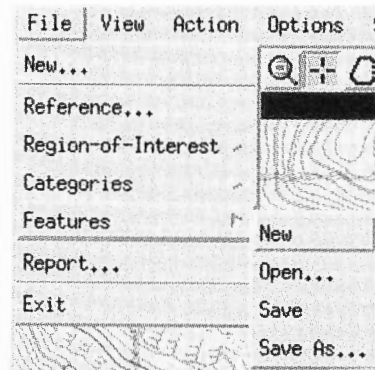 File View Action Options
New...
Reference...
Region-of-Interest
Categories
Features
New
Report...
Open...
Exit
Save
Save As...